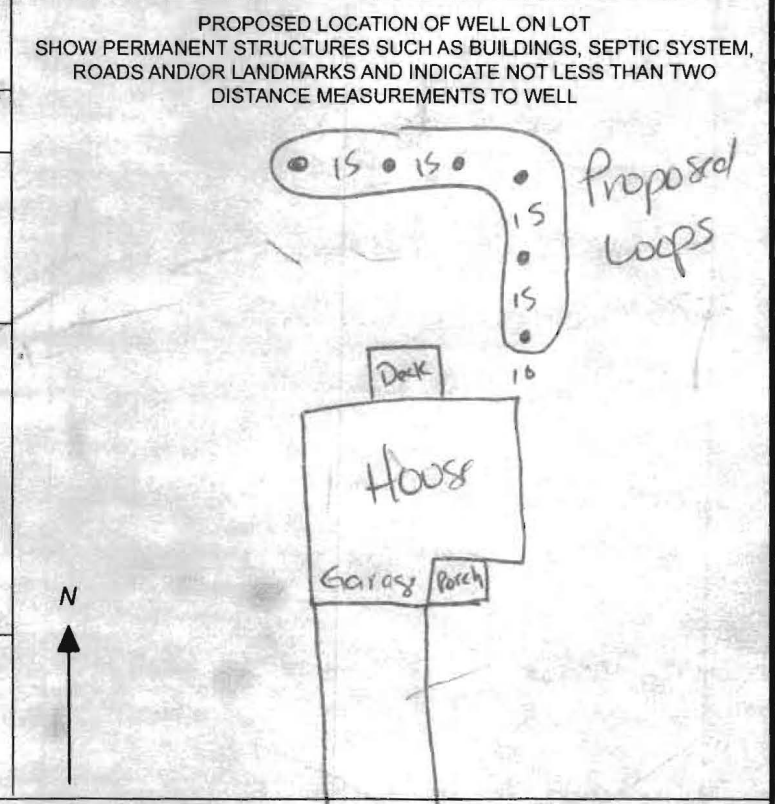 PROPOSED LOCATION OF WELL ON LOT
SHOW PERMANENT STRUCTURES SUCH AS BUILDINGS, SEPTIC SYSTEM,
ROADS AND/OR LANDMARKS AND INDICATE NOT LESS THAN TWO
DISTANCE MEASUREMENTS TO WELL
15 15
Proposed
Loops
15
15
10
Deck
House
Garage Porch
N